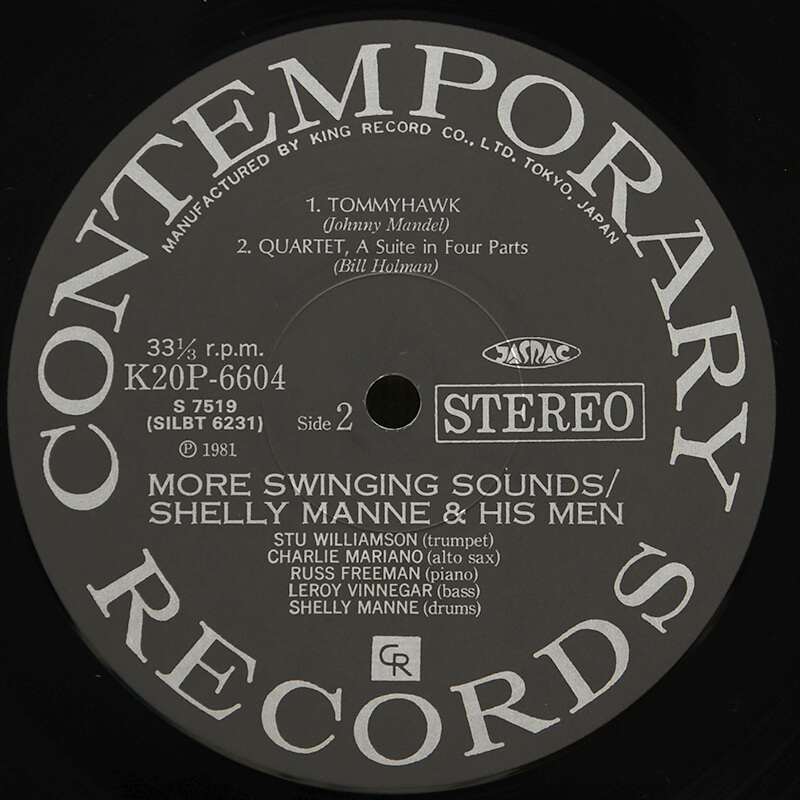 CONTEMPORARY
MANUFACTURED BY KING RECORD CO., LTD. TOKYO, JAPAN
1. TOMMYHAWK
(Johnny Mandel)
2. QUARTET, A Suite in Four Parts
(Bill Holman)
33⅓ r.p.m.
K20P-6604
S 7519
(SILBT 6231)
℗ 1981
Side 2
JASRAC
STEREO
MORE SWINGING SOUNDS/
SHELLY MANNE & HIS MEN
STU WILLIAMSON (trumpet)
CHARLIE MARIANO (alto sax)
RUSS FREEMAN (piano)
LEROY VINNEGAR (bass)
SHELLY MANNE (drums)
CR
RECORDS